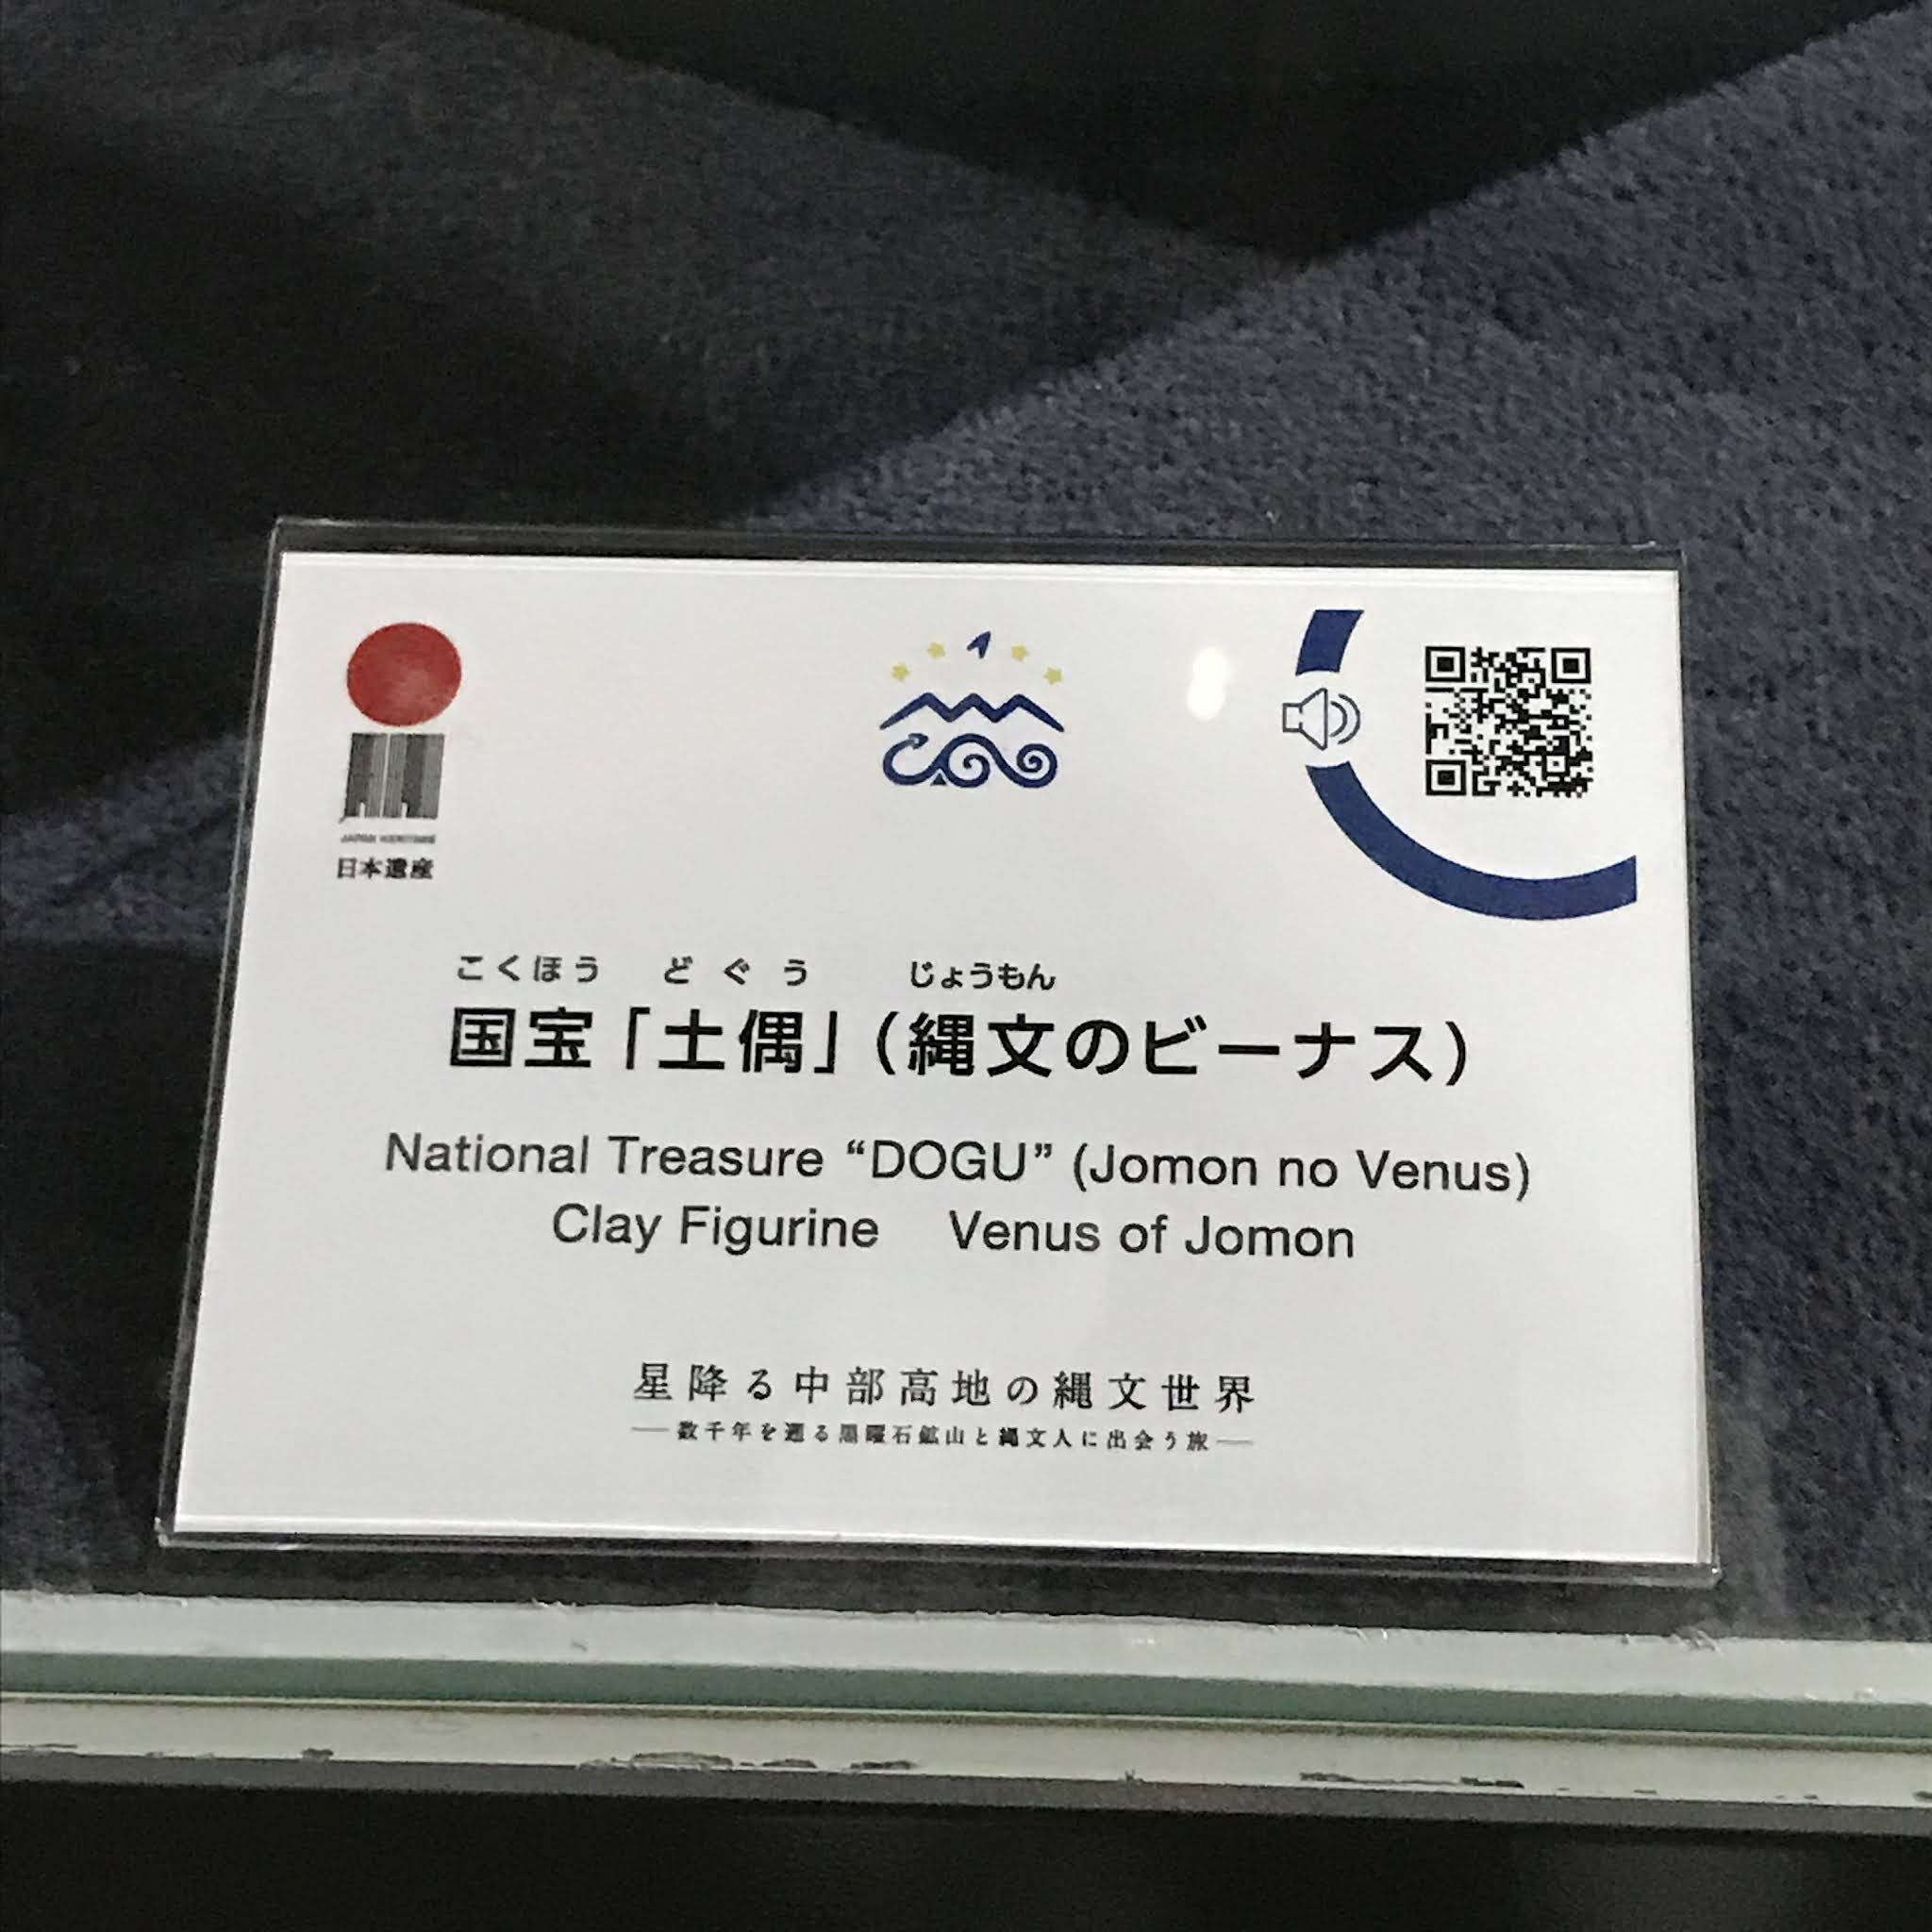 JAPAN HERITAGE
日本遺産
こくほう どぐう じょうもん
国宝「土偶」（縄文のビーナス）
National Treasure “DOGU” (Jomon no Venus)
Clay Figurine Venus of Jomon
星降る中部高地の縄文世界
―数千年を遡る黒曜石鉱山と縄文人に出会う旅―